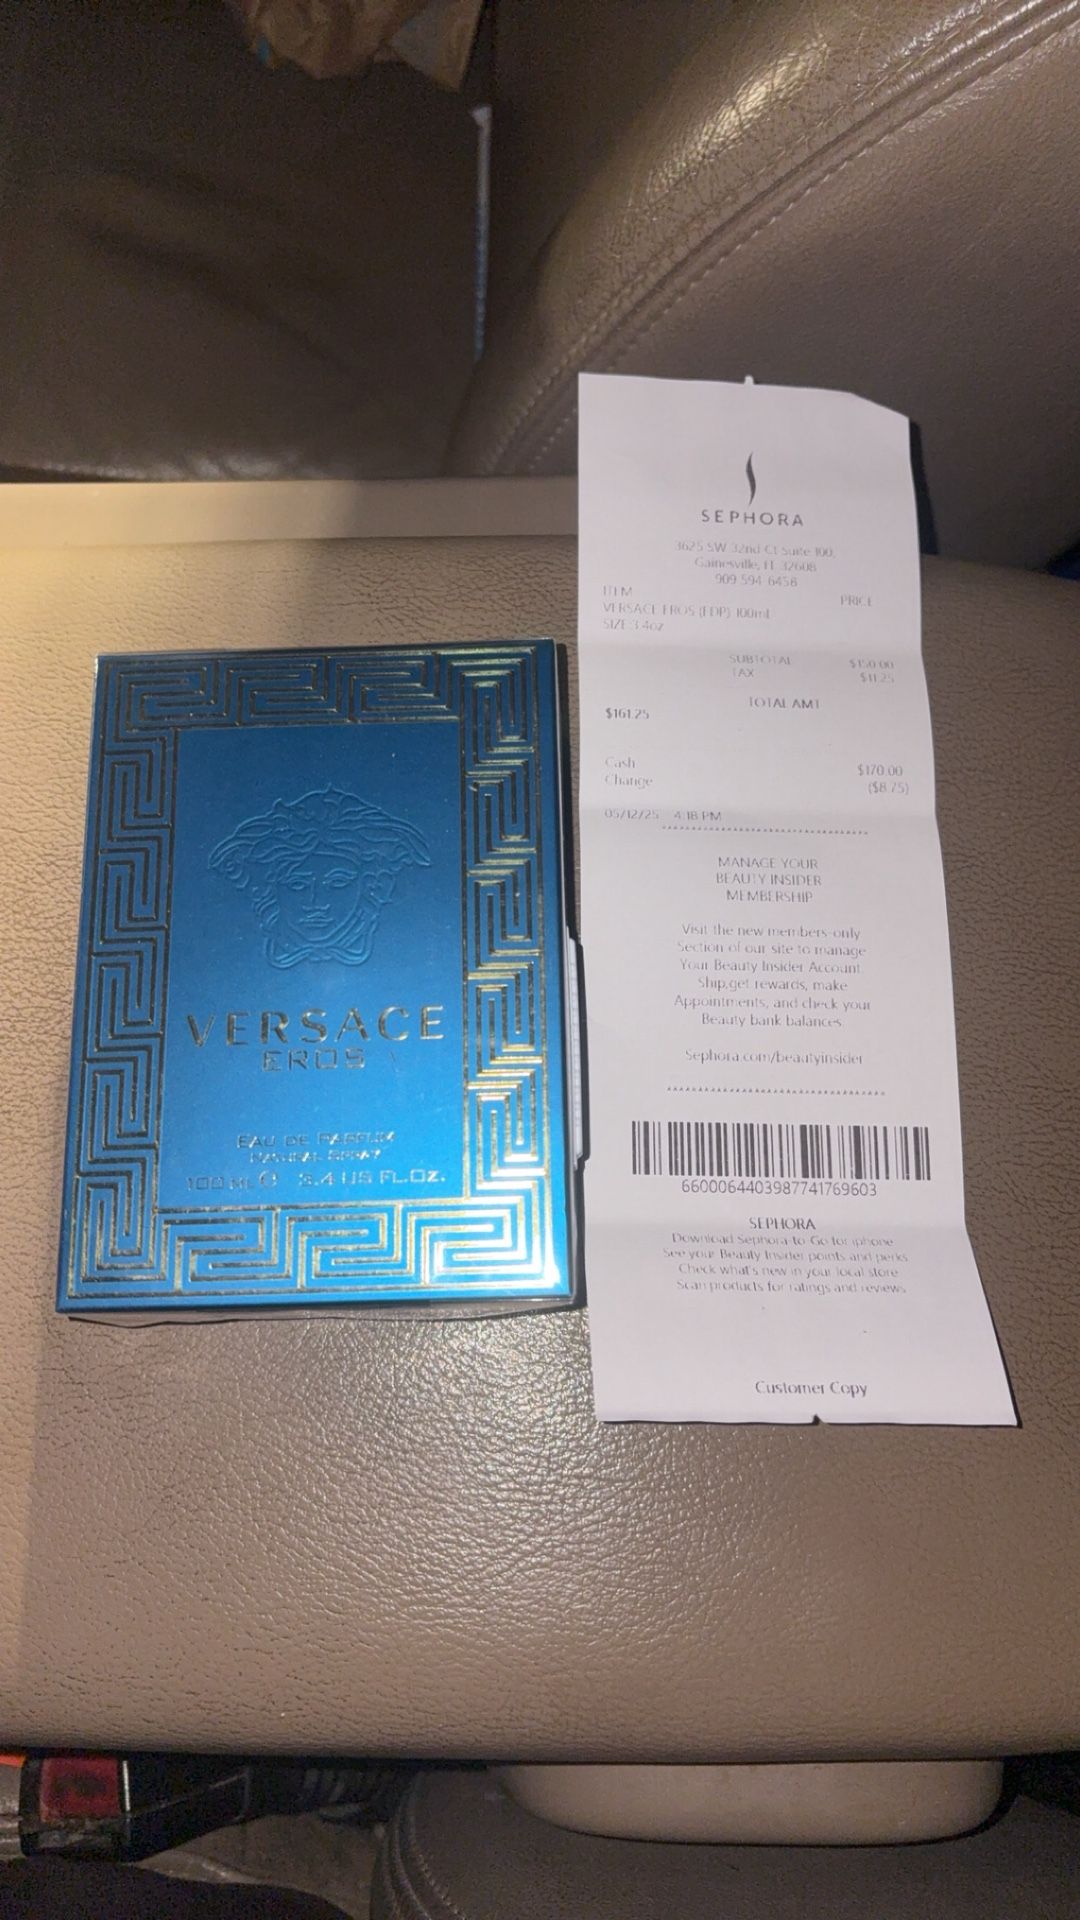 VERSACE
EROS
EAU DE PARFUM
NATURAL SPRAY
100 ML ℮ 3.4 US FL.OZ.
SEPHORA
3625 SW 32nd Ct Suite 100,
Gainesville, FL 32608
909 594-6458
ITEM PRICE
VERSACE EROS (EDP) 100ml
SIZE 3.4oz
SUBTOTAL $150.00
TAX $11.25
TOTAL AMT
$161.25
Cash $170.00
Change ($8.75)
05/12/25 4:18 PM
MANAGE YOUR
BEAUTY INSIDER
MEMBERSHIP
Visit the new members-only
Section of our site to manage
Your Beauty Insider Account.
Ship,get rewards, make
Appointments, and check your
Beauty bank balances.
Sephora.com/beautyinsider
6600064403987741769603
SEPHORA
Download Sephora-to-Go for iphone
See your Beauty Insider points and perks
Check what's new in your local store
Scan products for ratings and reviews
Customer Copy